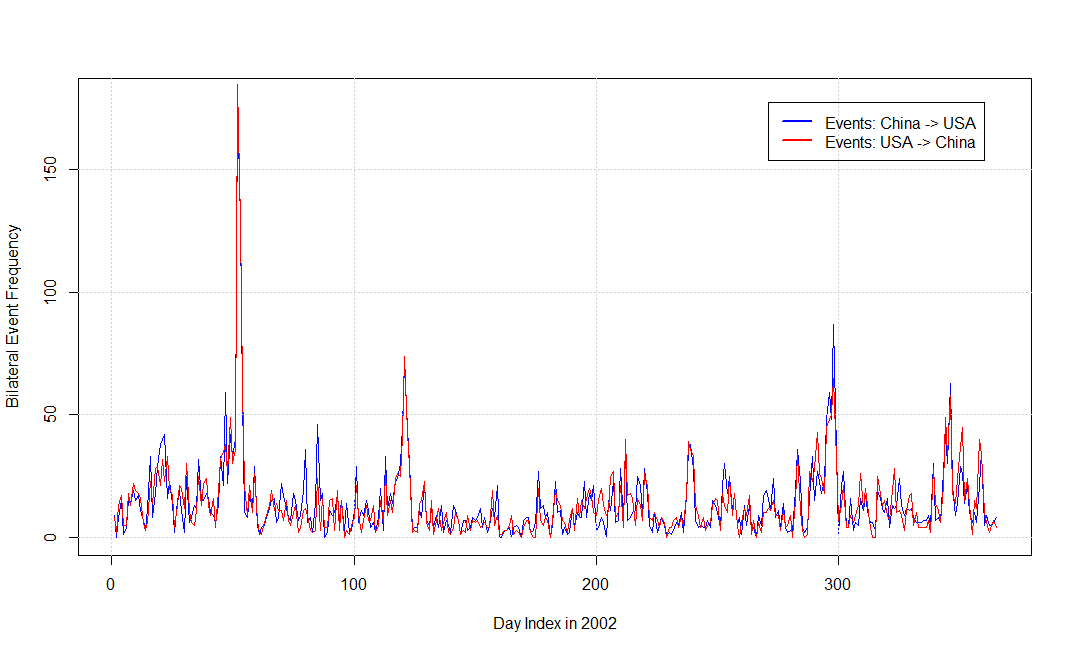 Events: China -> USA
Events: USA -> China
Bilateral Event Frequency
150
100
50
0
0 100 200 300
Day Index in 2002